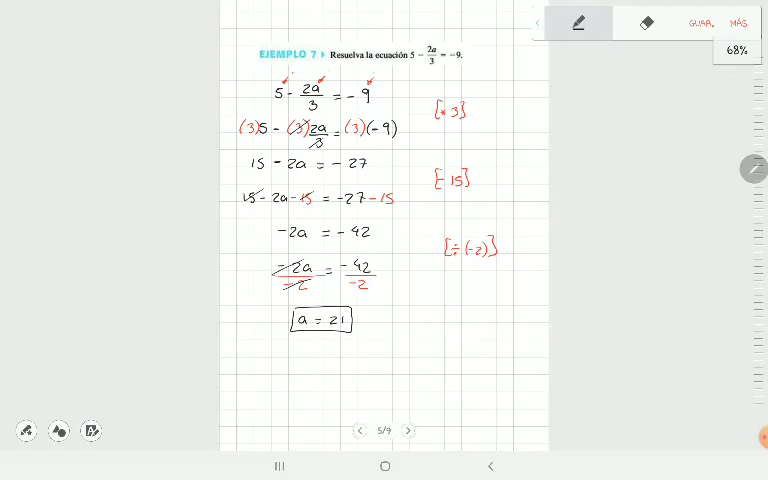 GUAR. MÁS
68%
EJEMPLO 7 Resuelva la ecuación 5 − 2a/3 = −9.
5 − 2a/3 = − 9
[* 3]
(3)5 − (3)2a/3 = (3)(−9)
15 − 2a = − 27
[− 15]
15 − 2a − 15 = −27 − 15
−2a = − 42
[÷ (−2)]
−2a/−2 = −42/−2
a = 21
5/9